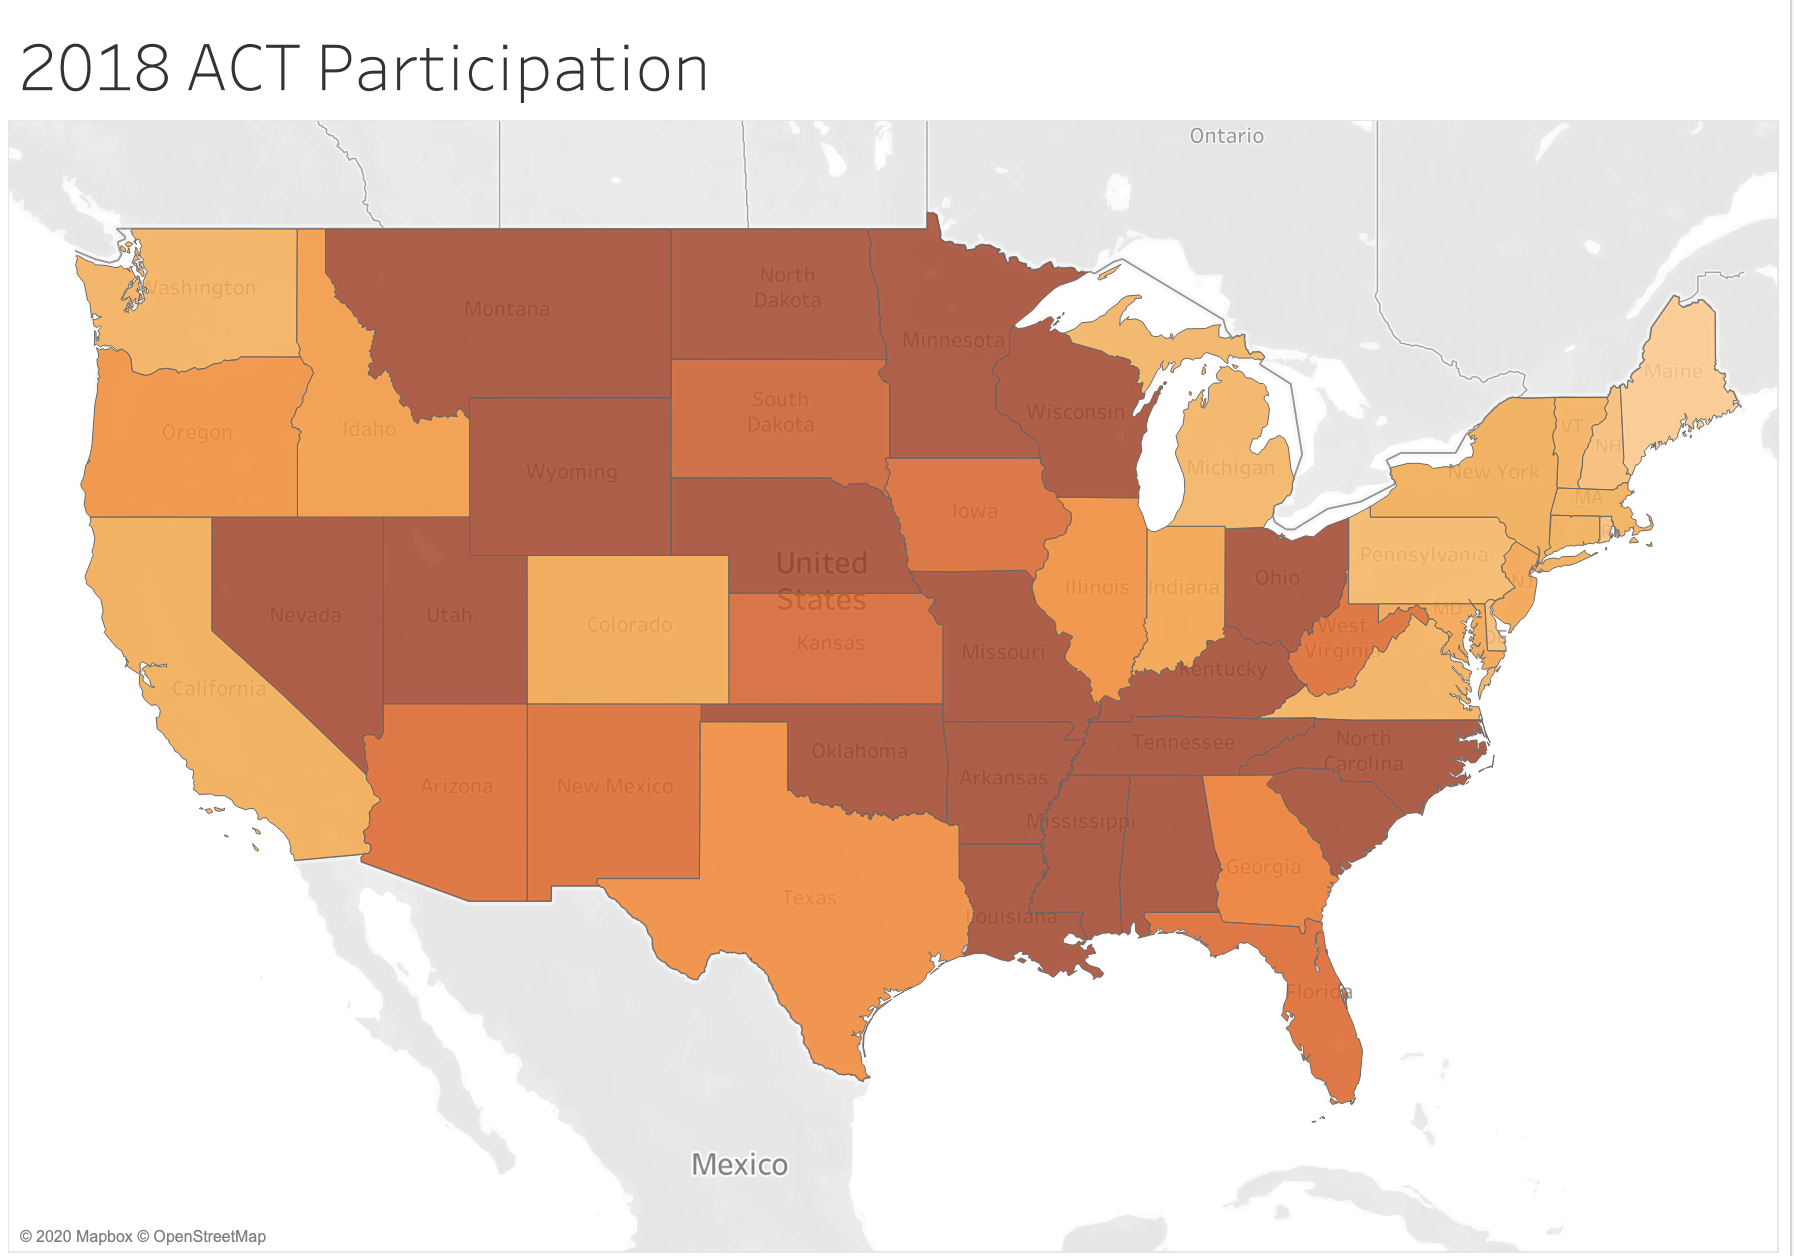 2018 ACT Participation
Ontario
Washington
Montana
North
Dakota
Minnesota
Maine
South
Dakota
Wisconsin
Oregon
Idaho
VT
NH
Wyoming
Michigan
New York
MA
Iowa
Pennsylvania
United
States
Ohio
NJ
Illinois
Indiana
Nevada
Utah
Colorado
Kansas
MD
DE
West
Virginia
Missouri
Kentucky
California
Oklahoma
Tennessee
North
Carolina
Arizona
New Mexico
Arkansas
Mississippi
Georgia
Texas
Louisiana
Florida
Mexico
© 2020 Mapbox © OpenStreetMap